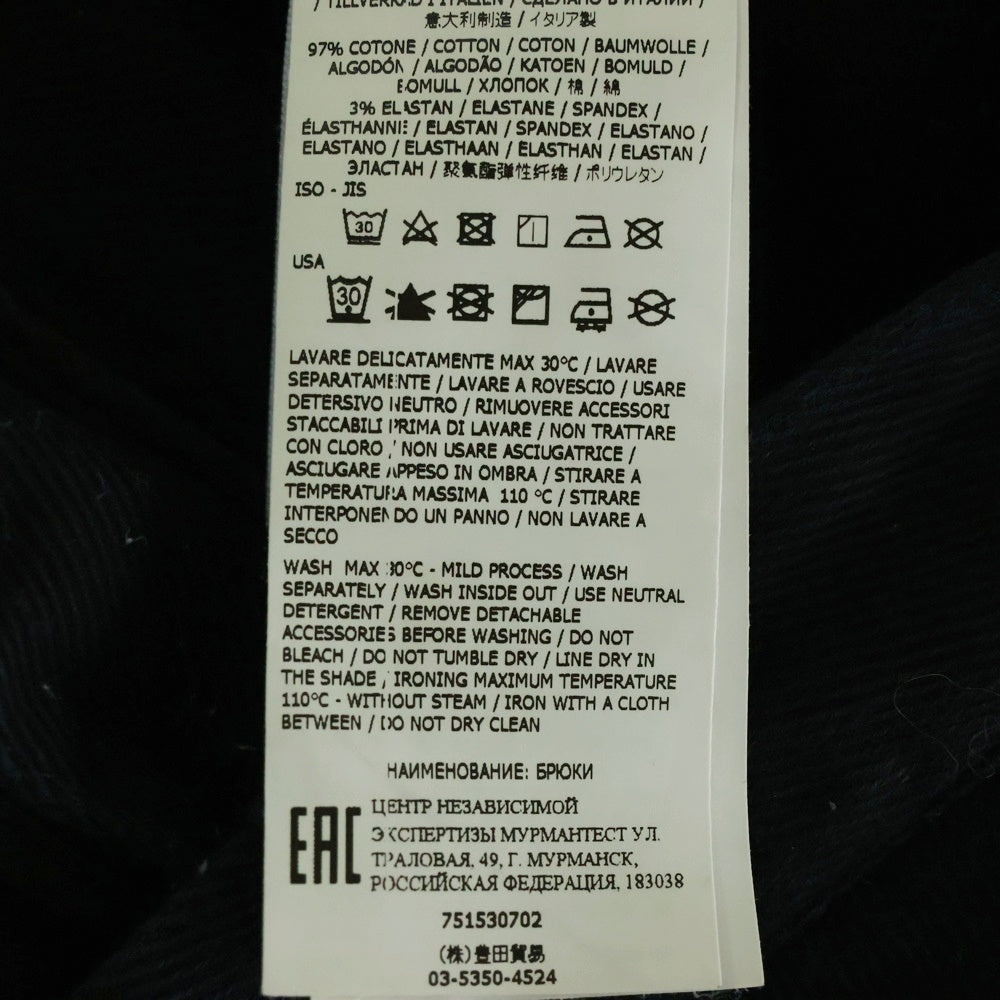 / TILLVERKAD I ITALIEN / СДЕЛАНО В ИТАЛИИ /
意大利制造 / イタリア製
97% COTONE / COTTON / COTON / BAUMWOLLE /
ALGODÓN / ALGODÃO / KATOEN / BOMULD /
BOMULL / ХЛОПОК / 棉 / 綿
3% ELASTAN / ELASTANE / SPANDEX /
ÉLASTHANNE / ELASTAN / SPANDEX / ELASTANO /
ELASTANO / ELASTHAAN / ELASTHAN / ELASTAN /
ЭЛАСТАН / 聚氨酯弹性纤维 / ポリウレタン
ISO - JIS
30
USA
30
LAVARE DELICATAMENTE MAX 30°C / LAVARE
SEPARATAMENTE / LAVARE A ROVESCIO / USARE
DETERSIVO NEUTRO / RIMUOVERE ACCESSORI
STACCABILI PRIMA DI LAVARE / NON TRATTARE
CON CLORO / NON USARE ASCIUGATRICE /
ASCIUGARE APPESO IN OMBRA / STIRARE A
TEMPERATURA MASSIMA 110 °C / STIRARE
INTERPONENDO UN PANNO / NON LAVARE A
SECCO
WASH MAX 30°C - MILD PROCESS / WASH
SEPARATELY / WASH INSIDE OUT / USE NEUTRAL
DETERGENT / REMOVE DETACHABLE
ACCESSORIES BEFORE WASHING / DO NOT
BLEACH / DO NOT TUMBLE DRY / LINE DRY IN
THE SHADE / IRONING MAXIMUM TEMPERATURE
110°C - WITHOUT STEAM / IRON WITH A CLOTH
BETWEEN / DO NOT DRY CLEAN
НАИМЕНОВАНИЕ: БРЮКИ
EAC
ЦЕНТР НЕЗАВИСИМОЙ
ЭКСПЕРТИЗЫ МУРМАНТЕСТ УЛ.
ТРАЛОВАЯ, 49, Г. МУРМАНСК,
РОССИЙСКАЯ ФЕДЕРАЦИЯ, 183038
751530702
(株)豊田貿易
03-5350-4524